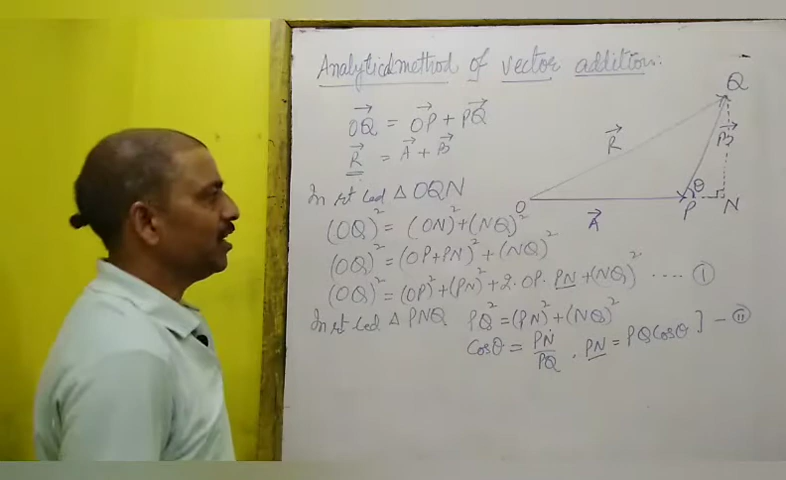 Analytical method of vector addition:
→OQ = →OP + →PQ
→R = →A + →B
In rt Led △ OQN
(OQ)² = (ON)² + (NQ)²
(OQ)² = (OP+PN)² + (NQ)²
(OQ)² = (OP)² + (PN)² + 2·OP·PN + (NQ)² .... ①
In rt Led △ PNQ PQ² = (PN)² + (NQ)²
Cosθ = PN/PQ . PN = PQ Cosθ ] – ⑪
Q
→R
→B
θ
O
P
N
→A